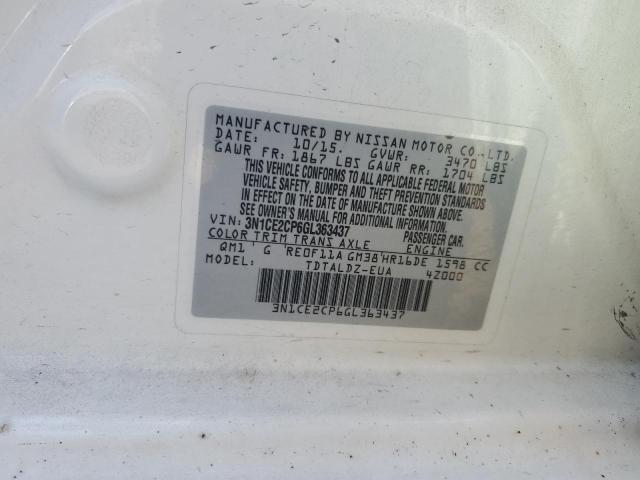 MANUFACTURED BY NISSAN MOTOR CO.,LTD.
DATE: 10/15. GVWR: 3470 LBS
GAWR FR: 1867 LBS GAWR RR: 1704 LBS
THIS VEHICLE CONFORMS TO ALL APPLICABLE FEDERAL MOTOR
VEHICLE SAFETY, BUMPER AND THEFT PREVENTION STANDARDS
IN EFFECT ON THE DATE OF MANUFACTURE SHOWN ABOVE.
SEE OWNER'S MANUAL FOR ADDITIONAL INFORMATION.
VIN: 3N1CE2CP6GL363437 PASSENGER CAR.
COLOR TRIM TRANS AXLE ENGINE
QM1 G RE0F11A GM38 HR16DE 1598 CC
MODEL: TDTALDZ-EUA 4Z000
3N1CE2CP6GL363437